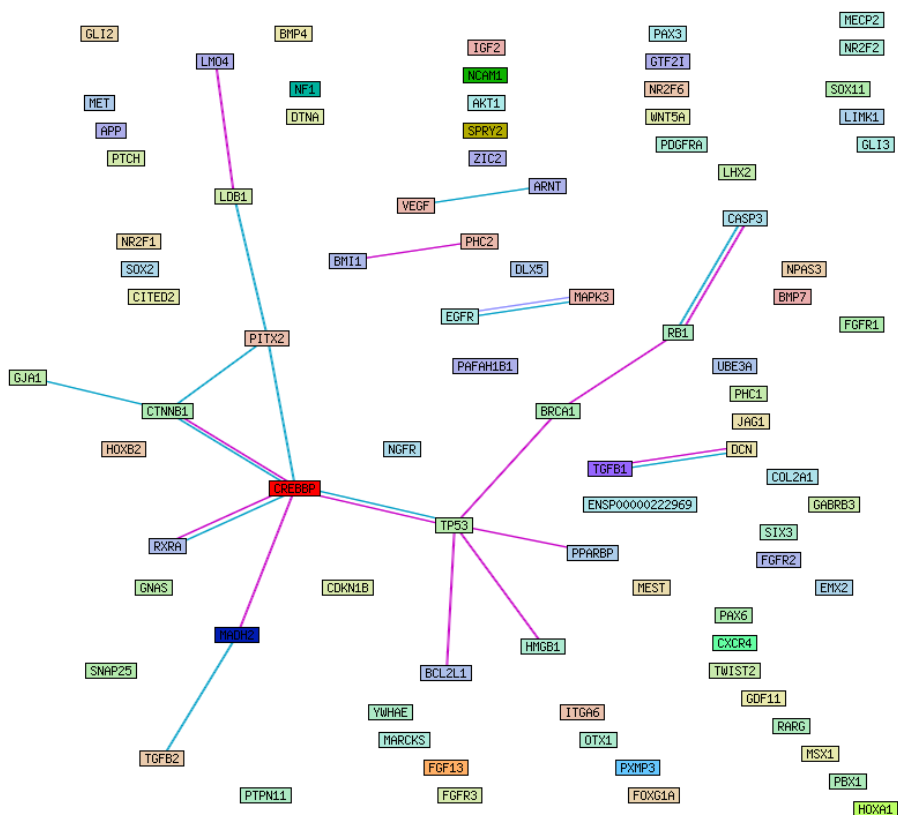 MECP2
GLI2
BMP4
PAX3
IGF2
NR2F2
LMO4
GTF2I
NCAM1
NF1
NR2F6
SOX11
MET
AKT1
DTNA
WNT5A
LIMK1
APP
SPRY2
PDGFRA
GLI3
PTCH
ZIC2
LHX2
ARNT
LDB1
VEGF
CASP3
NR2F1
PHC2
BMI1
SOX2
DLX5
NPAS3
CITED2
MAPK3
BMP7
EGFR
FGFR1
RB1
PITX2
PAFAH1B1
UBE3A
GJA1
PHC1
CTNNB1
BRCA1
JAG1
HOXB2
NGFR
DCN
TGFB1
COL2A1
CREBBP
ENSP00000222969
GABRB3
TP53
SIX3
RXRA
PPARBP
FGFR2
GNAS
CDKN1B
MEST
EMX2
PAX6
MADH2
CXCR4
HMGB1
SNAP25
BCL2L1
TWIST2
GDF11
YWHAE
ITGA6
RARG
MARCKS
OTX1
MSX1
TGFB2
FGF13
PXMP3
PBX1
PTPN11
FGFR3
FOXG1A
HOXA1